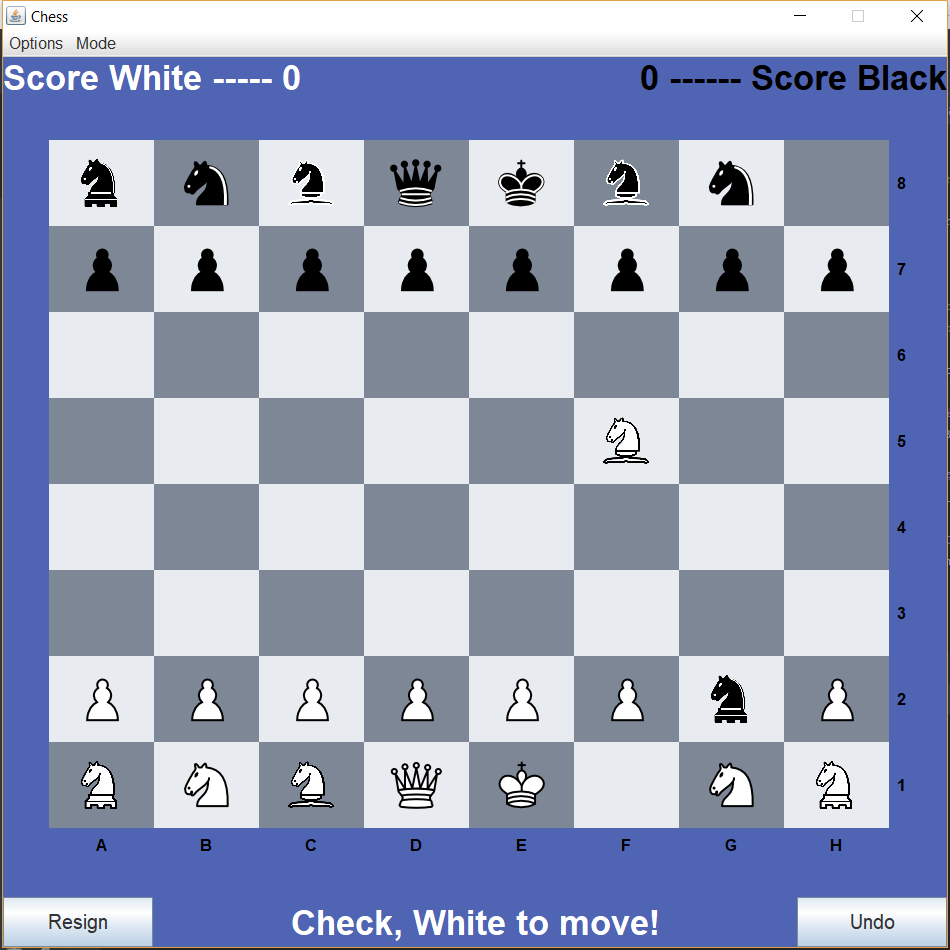 Chess
Options Mode
Score White ----- 0
0 ------ Score Black
8
7
6
5
4
3
2
1
A B C D E F G H
Resign
Check, White to move!
Undo